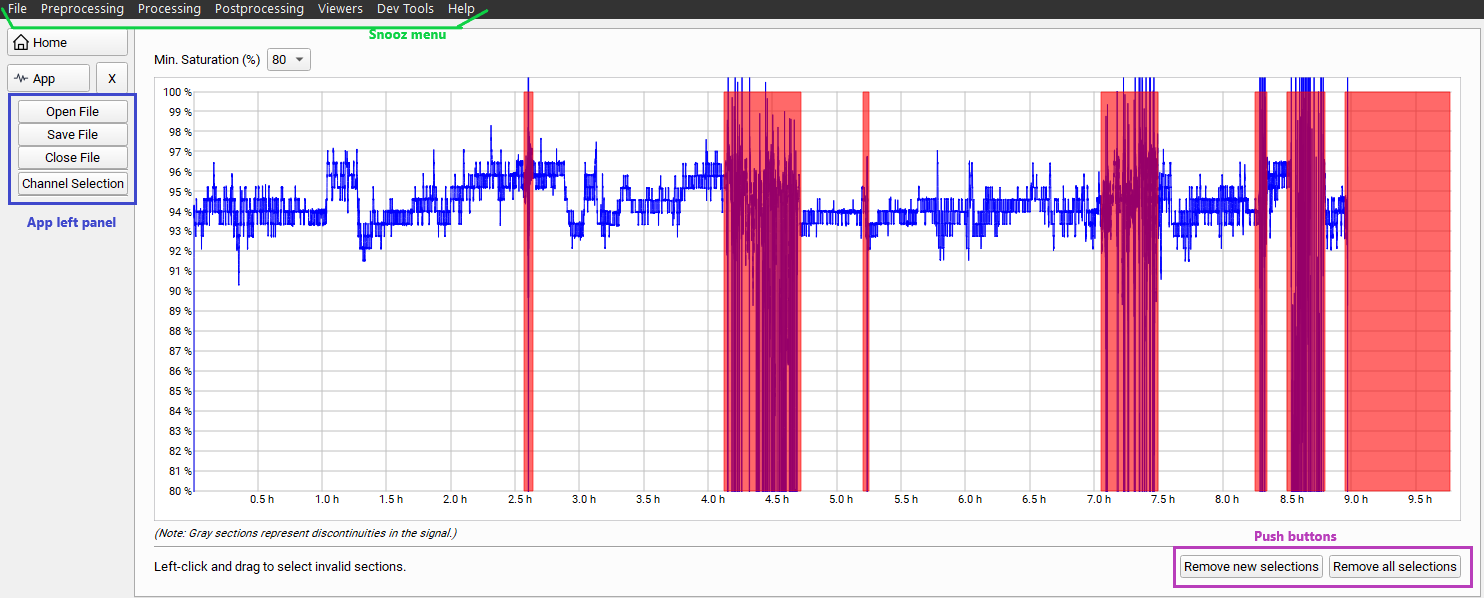 File Preprocessing Processing Postprocessing Viewers Dev Tools Help
Snooz menu
Home
App X
Open File
Save File
Close File
Channel Selection
App left panel
Min. Saturation (%) 80
100 %
99 %
98 %
97 %
96 %
95 %
94 %
93 %
92 %
91 %
90 %
89 %
88 %
87 %
86 %
85 %
84 %
83 %
82 %
81 %
80 %
0.5 h 1.0 h 1.5 h 2.0 h 2.5 h 3.0 h 3.5 h 4.0 h 4.5 h 5.0 h 5.5 h 6.0 h 6.5 h 7.0 h 7.5 h 8.0 h 8.5 h 9.0 h 9.5 h
(Note: Gray sections represent discontinuities in the signal.)
Push buttons
Left-click and drag to select invalid sections.
Remove new selections Remove all selections